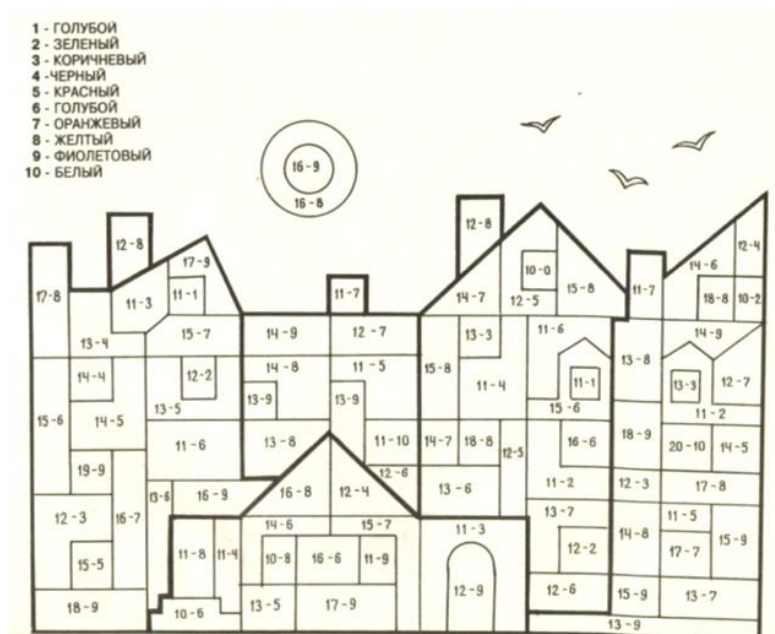 1 - ГОЛУБОЙ
2 - ЗЕЛЕНЫЙ
3 - КОРИЧНЕВЫЙ
4 -ЧЕРНЫЙ
5 - КРАСНЫЙ
6 - ГОЛУБОЙ
7 - ОРАНЖЕВЫЙ
8 - ЖЕЛТЫЙ
9 - ФИОЛЕТОВЫЙ
10 - БЕЛЫЙ
16-9
16-8
12-8 12-8 12-4
17-9 10-0 14-6
17-8 11-3 11-1 11-7 14-7 12-5 15-8 11-7 18-8 10-2
13-4 15-7 14-9 12-7 13-3 11-6 14-9
14-4 12-2 14-8 11-5 15-8 11-4 11-1 13-8 13-3 12-7
15-6 14-5 13-5 13-9 13-9 15-6 11-2
11-6 13-8 11-10 14-7 18-8 12-5 16-6 18-9 20-10 14-5
19-9 12-6
13-6 16-9 16-8 12-4 13-6 11-2 12-3 17-8
12-3 16-7 14-6 15-7 11-3 13-7 14-8 11-5 15-9
15-5 11-8 11-4 10-8 16-6 11-9 12-2 17-7
18-9 10-6 13-5 17-9 12-9 12-6 15-9 13-7
13-9